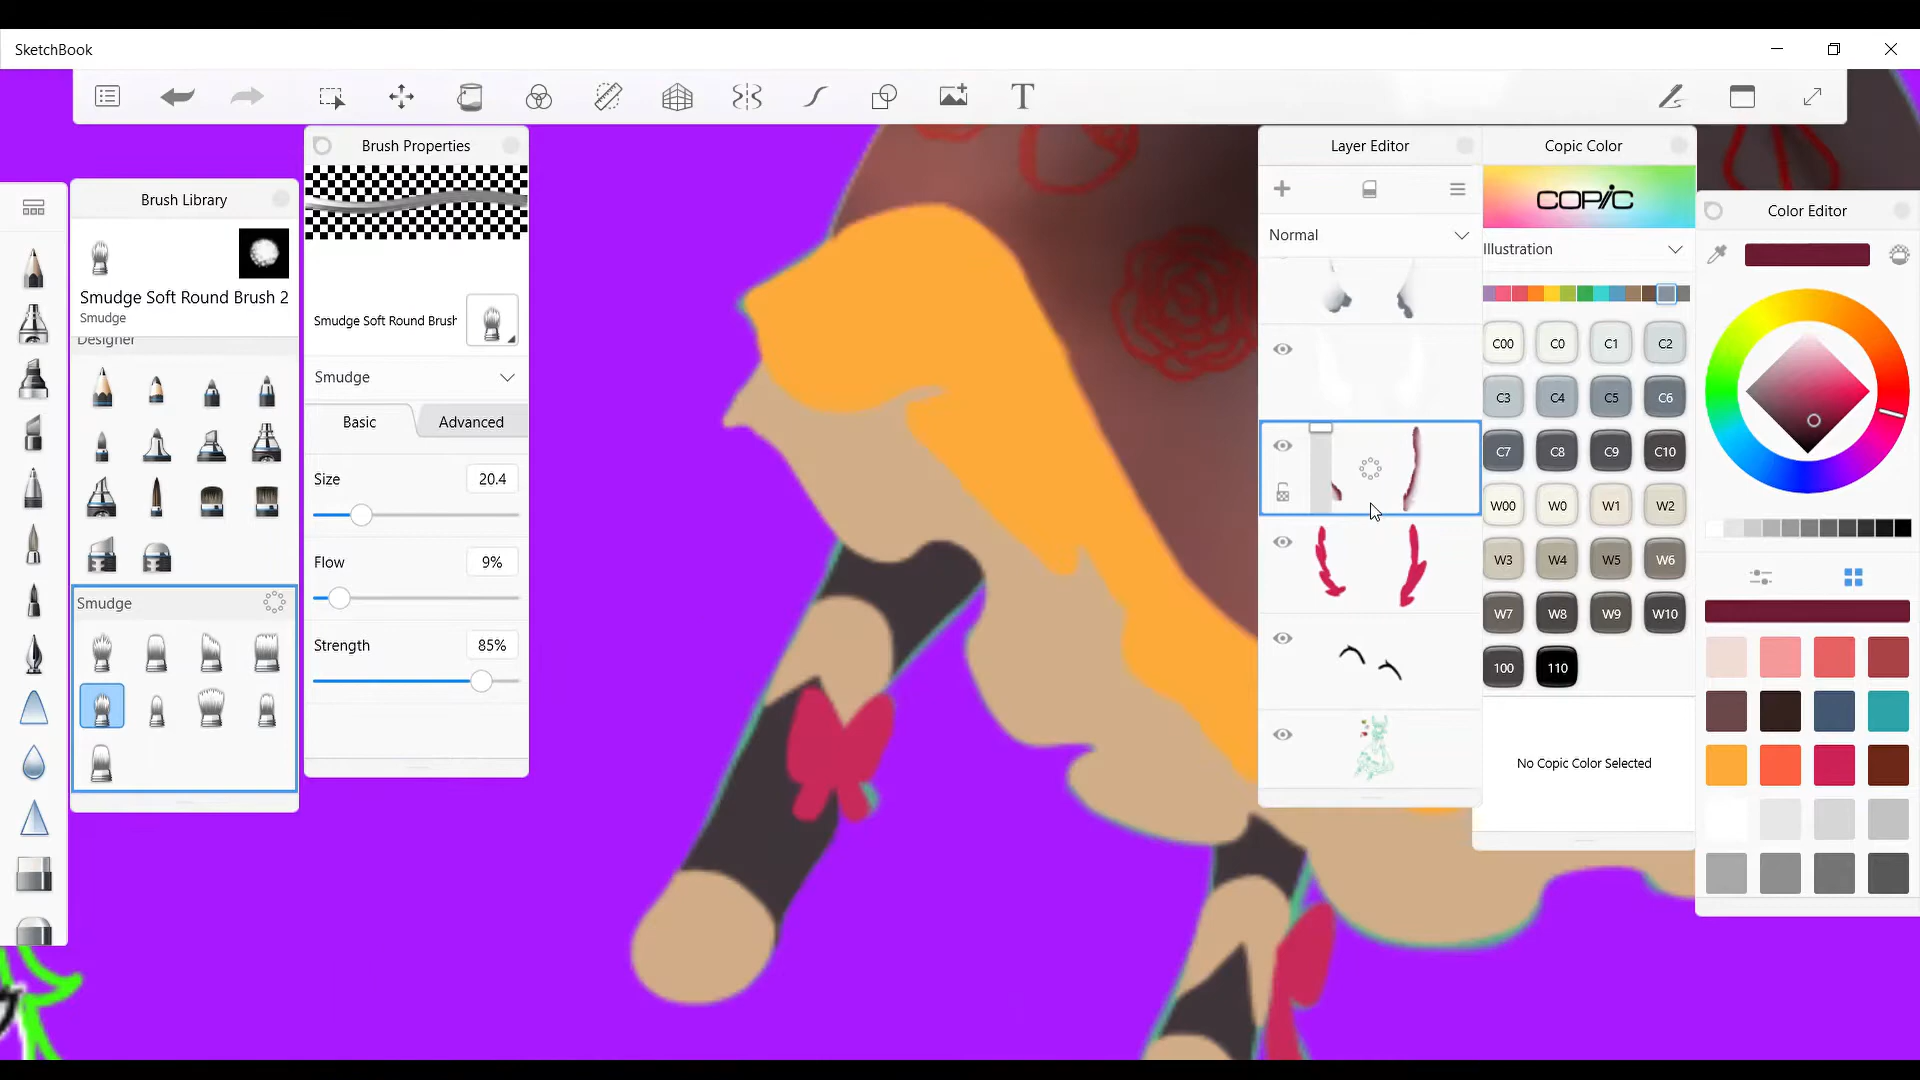 SketchBook
Brush Library
Smudge Soft Round Brush 2
Smudge
Designer
Smudge
Brush Properties
Smudge Soft Round Brush
Smudge
Basic
Advanced
Size
20.4
Flow
9%
Strength
85%
Layer Editor
Normal
Copic Color
COPIC
Illustration
C00 C0 C1 C2
C3 C4 C5 C6
C7 C8 C9 C10
W00 W0 W1 W2
W3 W4 W5 W6
W7 W8 W9 W10
100 110
No Copic Color Selected
Color Editor